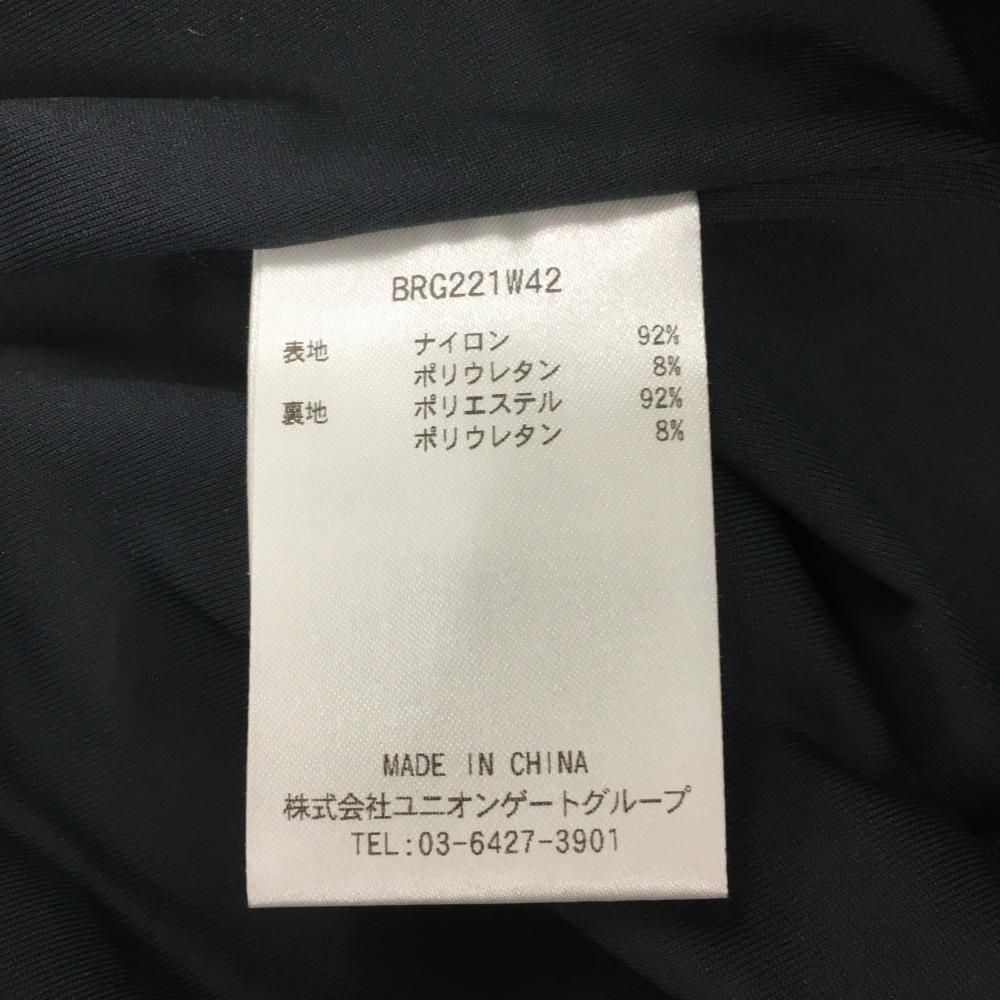 BRG221W42
表地 ナイロン 92%
ポリウレタン 8%
裏地 ポリエステル 92%
ポリウレタン 8%
MADE IN CHINA
株式会社ユニオンゲートグループ
TEL:03-6427-3901